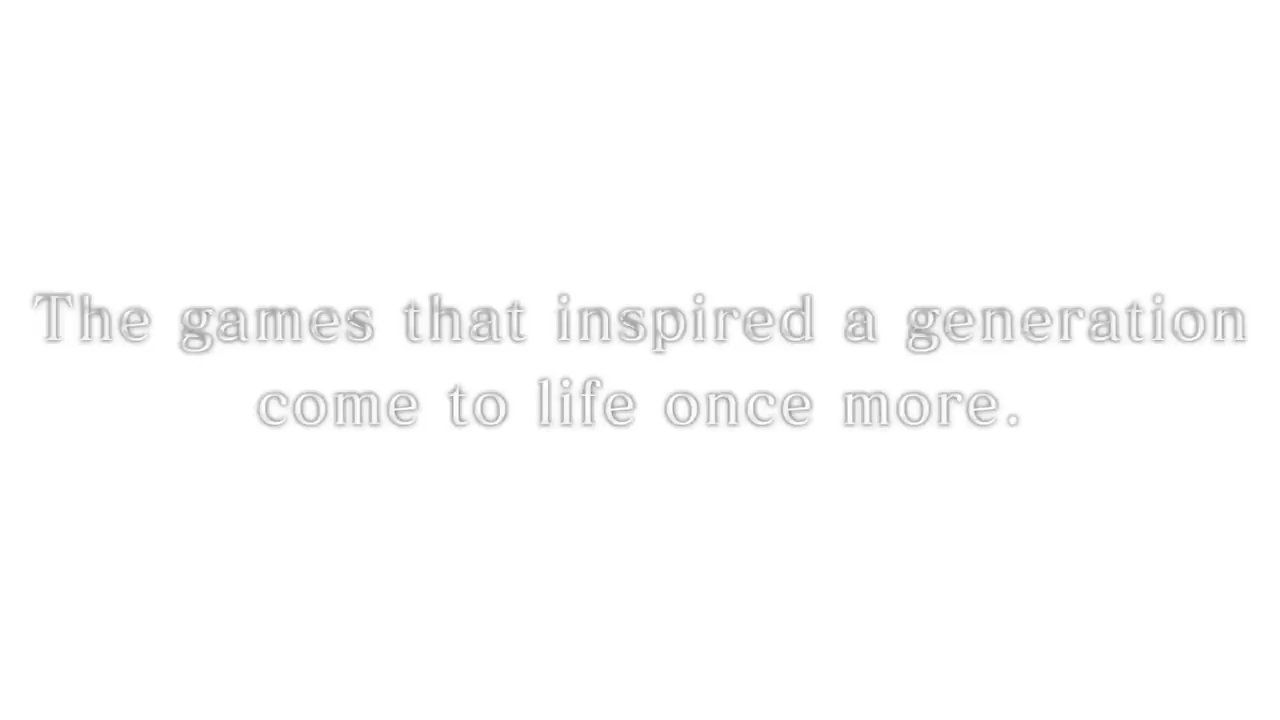 The games that inspired a generation
come to life once more.